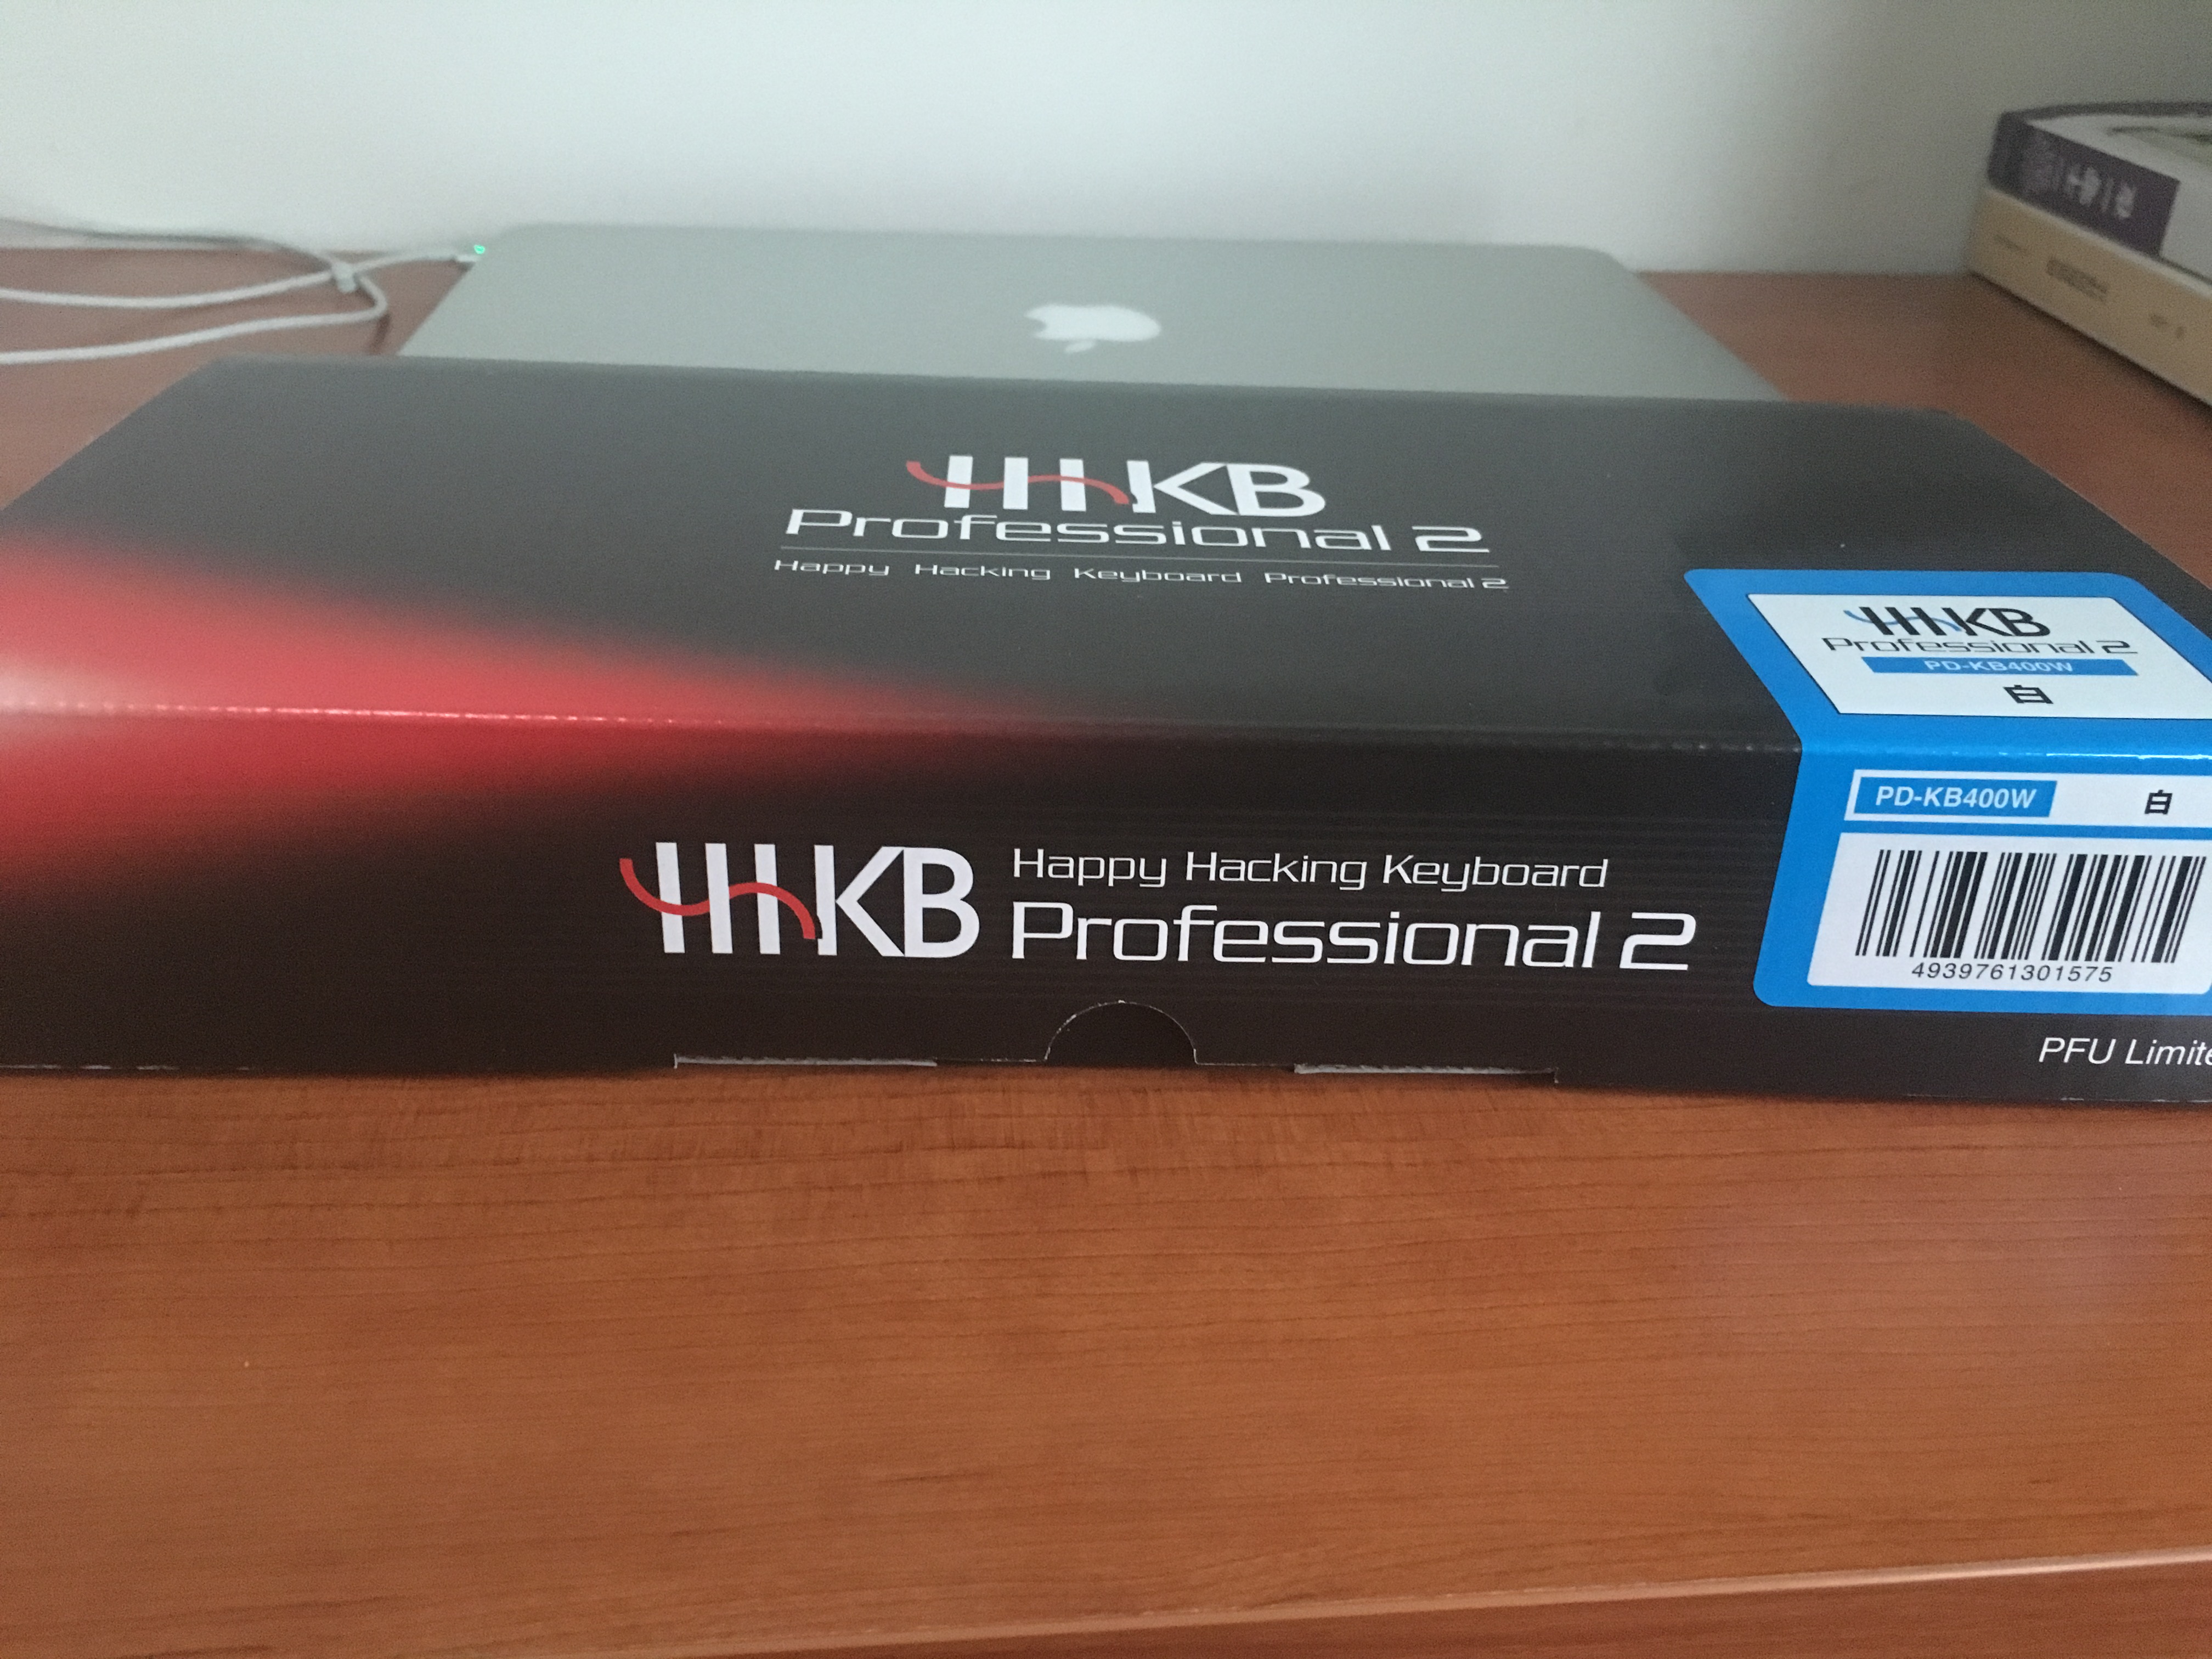 HHKB
Professional 2
Happy Hacking Keyboard Professional 2
HHKB
Professional 2
PD-KB400W
白
HHKB
Happy Hacking Keyboard
Professional 2
PD-KB400W 白
4939761301575
PFU Limite